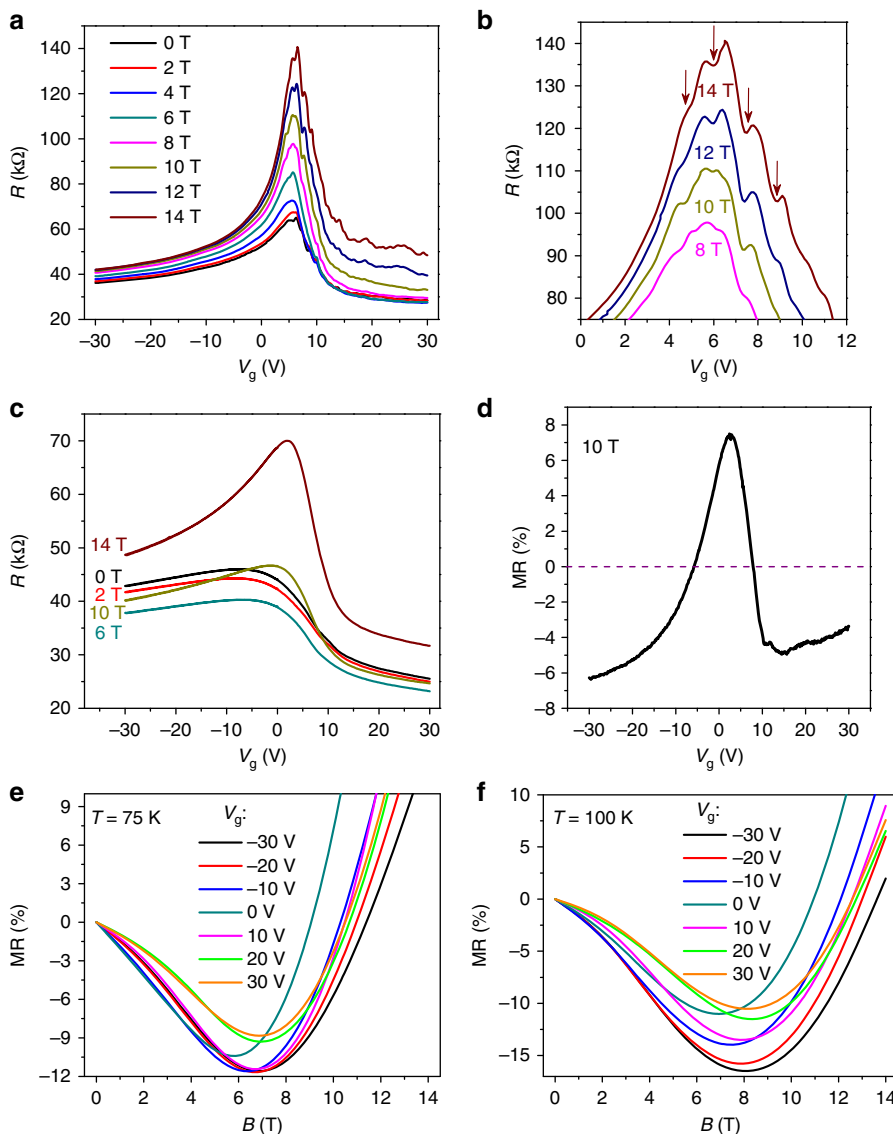 a
R (kΩ)
140
120
100
80
60
40
20
0 T
2 T
4 T
6 T
8 T
10 T
12 T
14 T
−30 −20 −10 0 10 20 30
Vg (V)
b
R (kΩ)
140
130
120
110
100
90
80
14 T
12 T
10 T
8 T
0 2 4 6 8 10 12
Vg (V)
c
R (kΩ)
70
60
50
40
30
20
14 T
0 T
2 T
10 T
6 T
−30 −20 −10 0 10 20 30
Vg (V)
d
MR (%)
8
6
4
2
0
−2
−4
−6
−8
10 T
−30 −20 −10 0 10 20 30
Vg (V)
e
MR (%)
9
6
3
0
−3
−6
−9
−12
T = 75 K
Vg:
−30 V
−20 V
−10 V
0 V
10 V
20 V
30 V
0 2 4 6 8 10 12 14
B (T)
f
MR (%)
10
5
0
−5
−10
−15
T = 100 K
Vg:
−30 V
−20 V
−10 V
0 V
10 V
20 V
30 V
0 2 4 6 8 10 12 14
B (T)